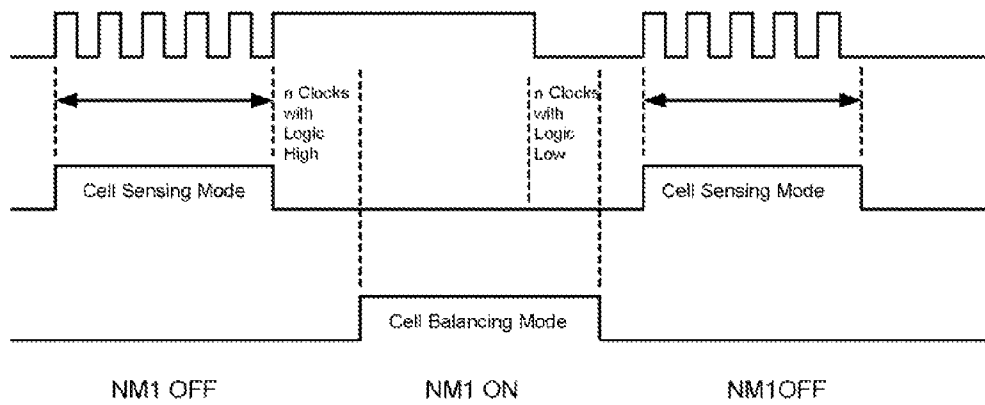 n Clocks
with
Logic
High
n Clocks
with
Logic
Low
Cell Sensing Mode
Cell Sensing Mode
Cell Balancing Mode
NM1 OFF
NM1 ON
NM1OFF